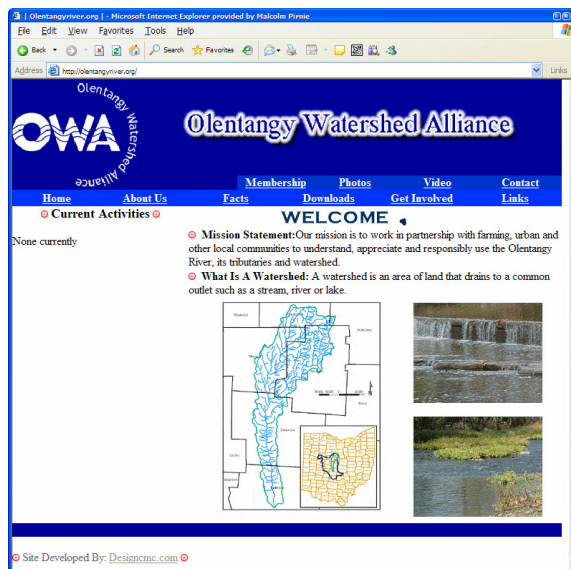 | Olentangyriver.org | - Microsoft Internet Explorer provided by Malcolm Pirnie
File Edit View Favorites Tools Help
Back Search Favorites
Address http://olentangyriver.org/ Links
Olentangy Watershed Alliance
OWA
Olentangy Watershed Alliance
Membership Photos Video Contact
Home About Us Facts Downloads Get Involved Links
Current Activities
WELCOME
None currently
Mission Statement:Our mission is to work in partnership with farming, urban and
other local communities to understand, appreciate and responsibly use the Olentangy
River, its tributaries and watershed.
What Is A Watershed: A watershed is an area of land that drains to a common
outlet such as a stream, river or lake.
Site Developed By: Designcmc.com